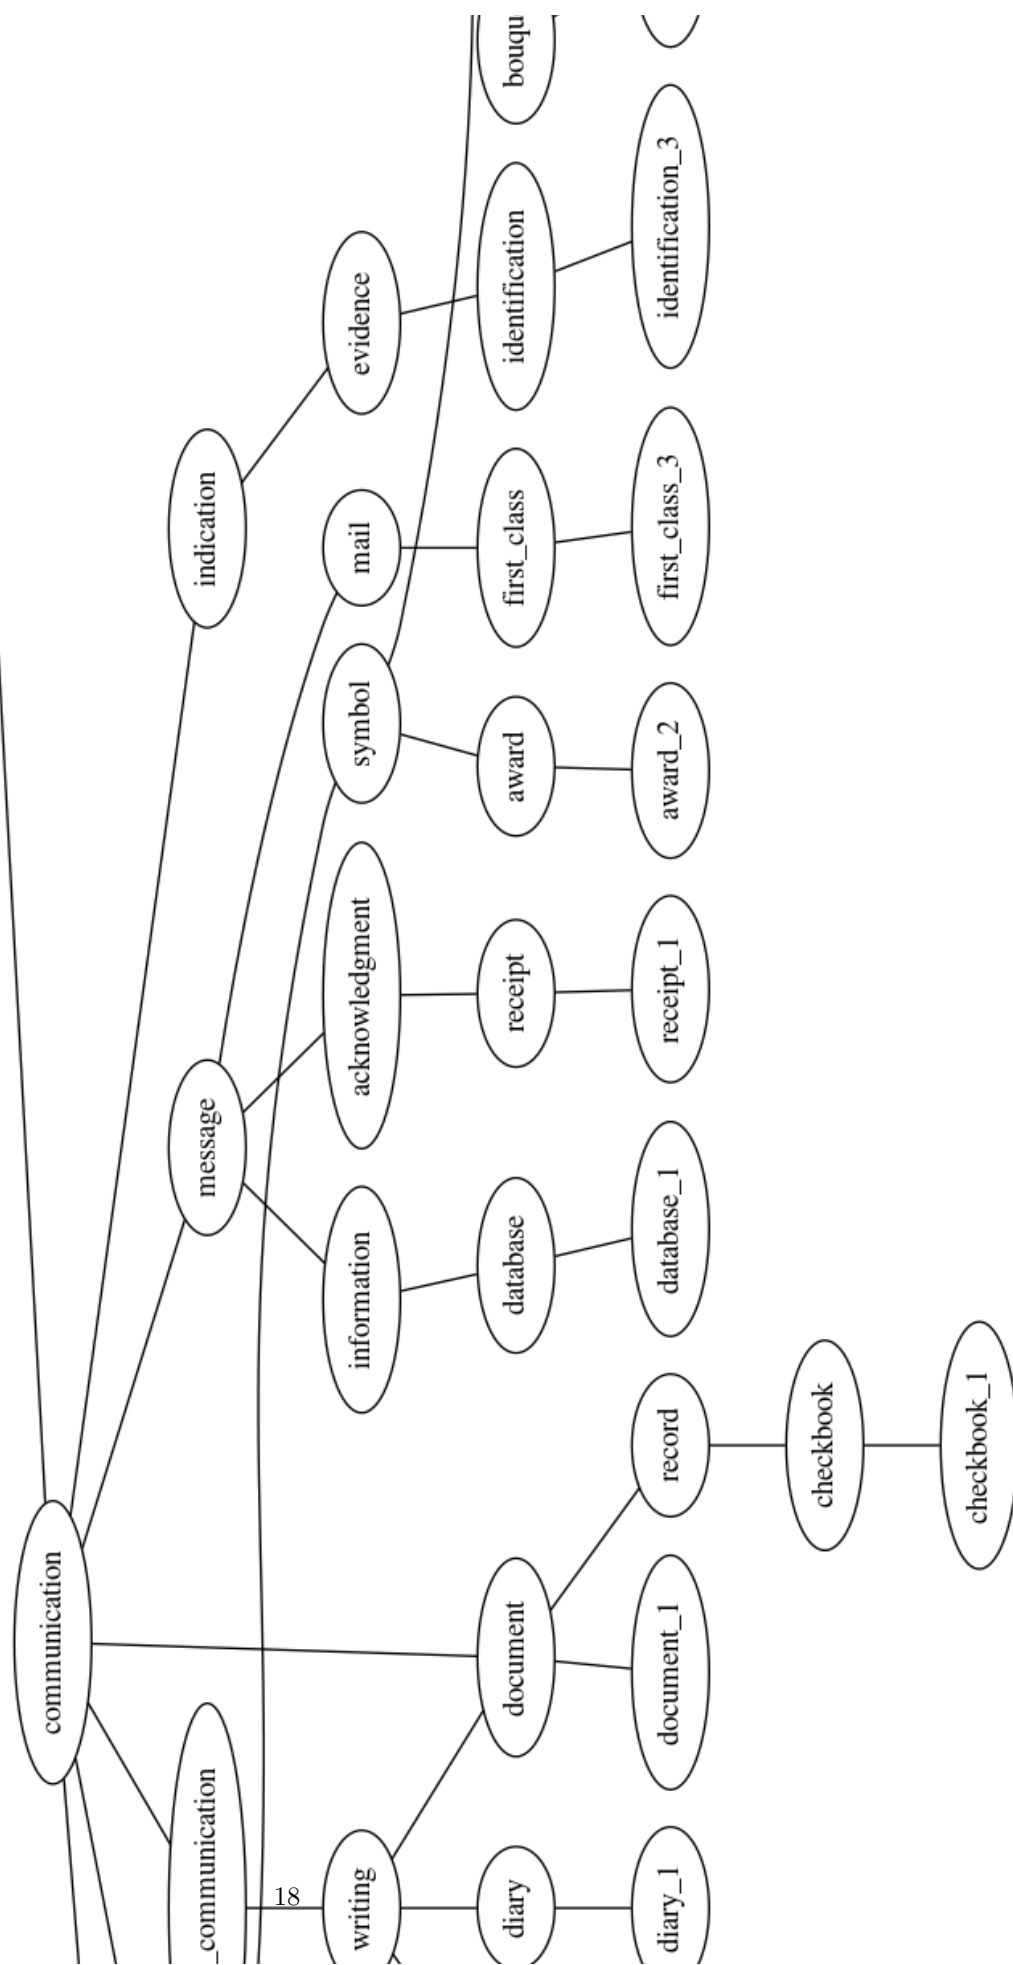 communication
indication
message
_communication
evidence
mail
symbol
acknowledgment
information
writing
bouqu
identification
first_class
award
receipt
database
document
diary
identification_3
first_class_3
award_2
receipt_1
database_1
record
document_1
diary_1
checkbook
checkbook_1
18